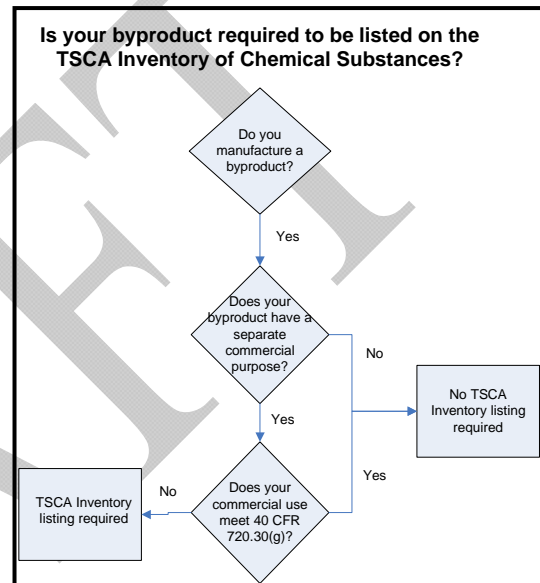 Is your byproduct required to be listed on the
TSCA Inventory of Chemical Substances?
Do you
manufacture a
byproduct?
Yes
Does your
byproduct have a
separate
commercial
purpose?
No
No TSCA
Inventory listing
required
Yes
Yes
Does your
commercial use
meet 40 CFR
720.30(g)?
No
TSCA Inventory
listing required